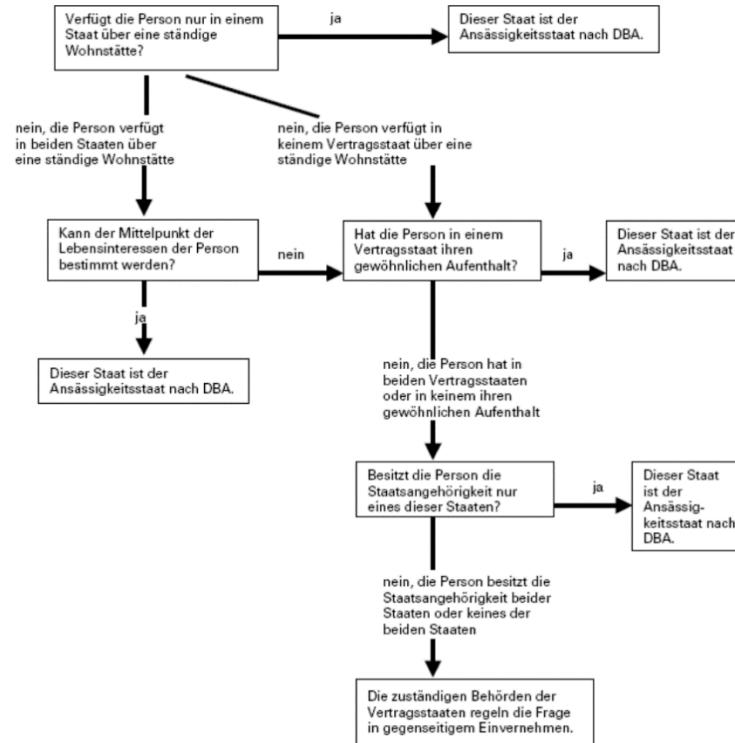 Verfügt die Person nur in einem
Staat über eine ständige
Wohnstätte?
ja
Dieser Staat ist der
Ansässigkeitsstaat nach DBA.
nein, die Person verfügt
in beiden Staaten über
eine ständige Wohnstätte
nein, die Person verfügt in
keinem Vertragsstaat über eine
ständige Wohnstätte
Kann der Mittelpunkt der
Lebensinteressen der Person
bestimmt werden?
nein
Hat die Person in einem
Vertragsstaat ihren
gewöhnlichen Aufenthalt?
ja
Dieser Staat ist der
Ansässigkeitsstaat
nach DBA.
ja
Dieser Staat ist der
Ansässigkeitsstaat nach DBA.
nein, die Person hat in
beiden Vertragsstaaten
oder in keinem ihren
gewöhnlichen Aufenthalt
Besitzt die Person die
Staatsangehörigkeit nur
eines dieser Staaten?
ja
Dieser Staat
ist der
Ansässig-
keitsstaat nach
DBA.
nein, die Person besitzt die
Staatsangehörigkeit beider
Staaten oder keines der
beiden Staaten
Die zuständigen Behörden der
Vertragsstaaten regeln die Frage
in gegenseitigem Einvernehmen.